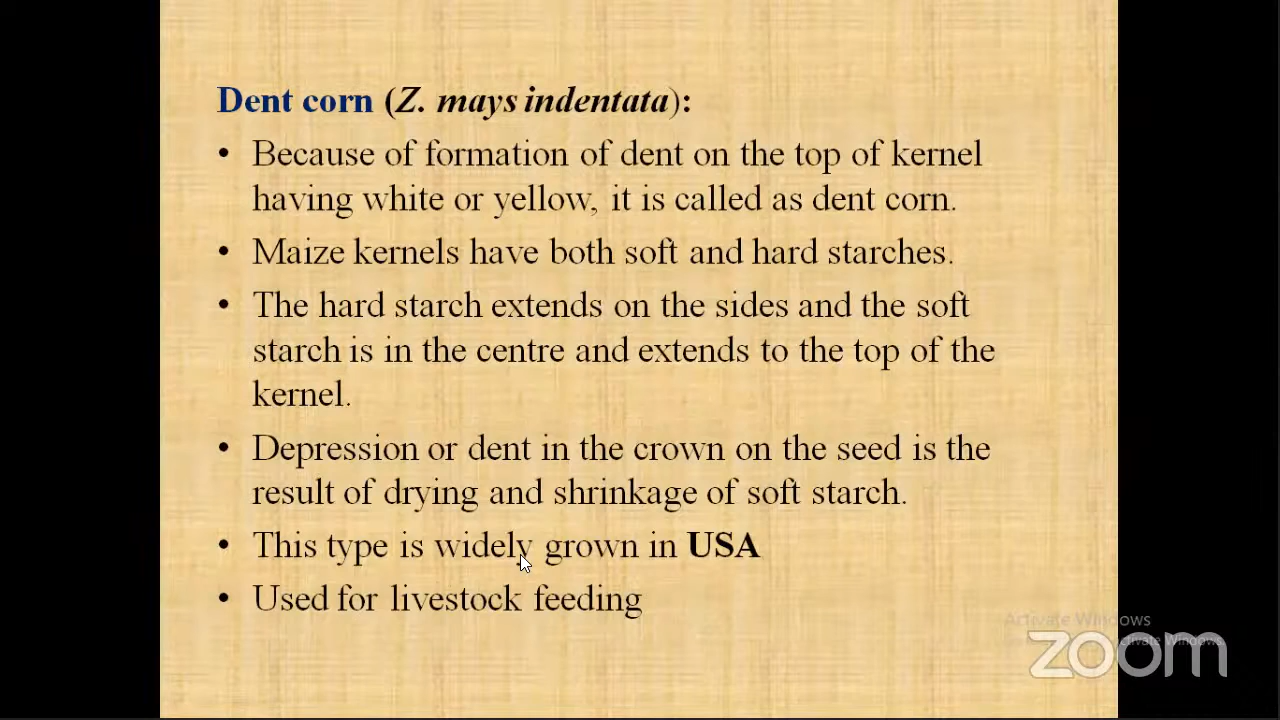 Dent corn (Z. mays indentata):
• Because of formation of dent on the top of kernel
having white or yellow, it is called as dent corn.
• Maize kernels have both soft and hard starches.
• The hard starch extends on the sides and the soft
starch is in the centre and extends to the top of the
kernel.
• Depression or dent in the crown on the seed is the
result of drying and shrinkage of soft starch.
• This type is widely grown in USA
• Used for livestock feeding
Activate Windows
zoom